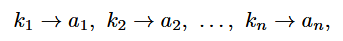 k₁ → a₁, k₂ → a₂, …, kₙ → aₙ,